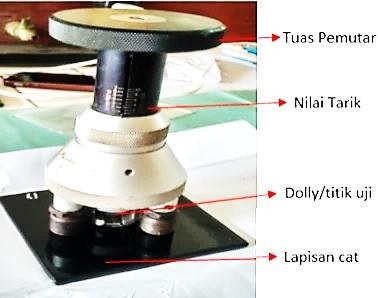 Tuas Pemutar
Nilai Tarik
Dolly/titik uji
Lapisan cat